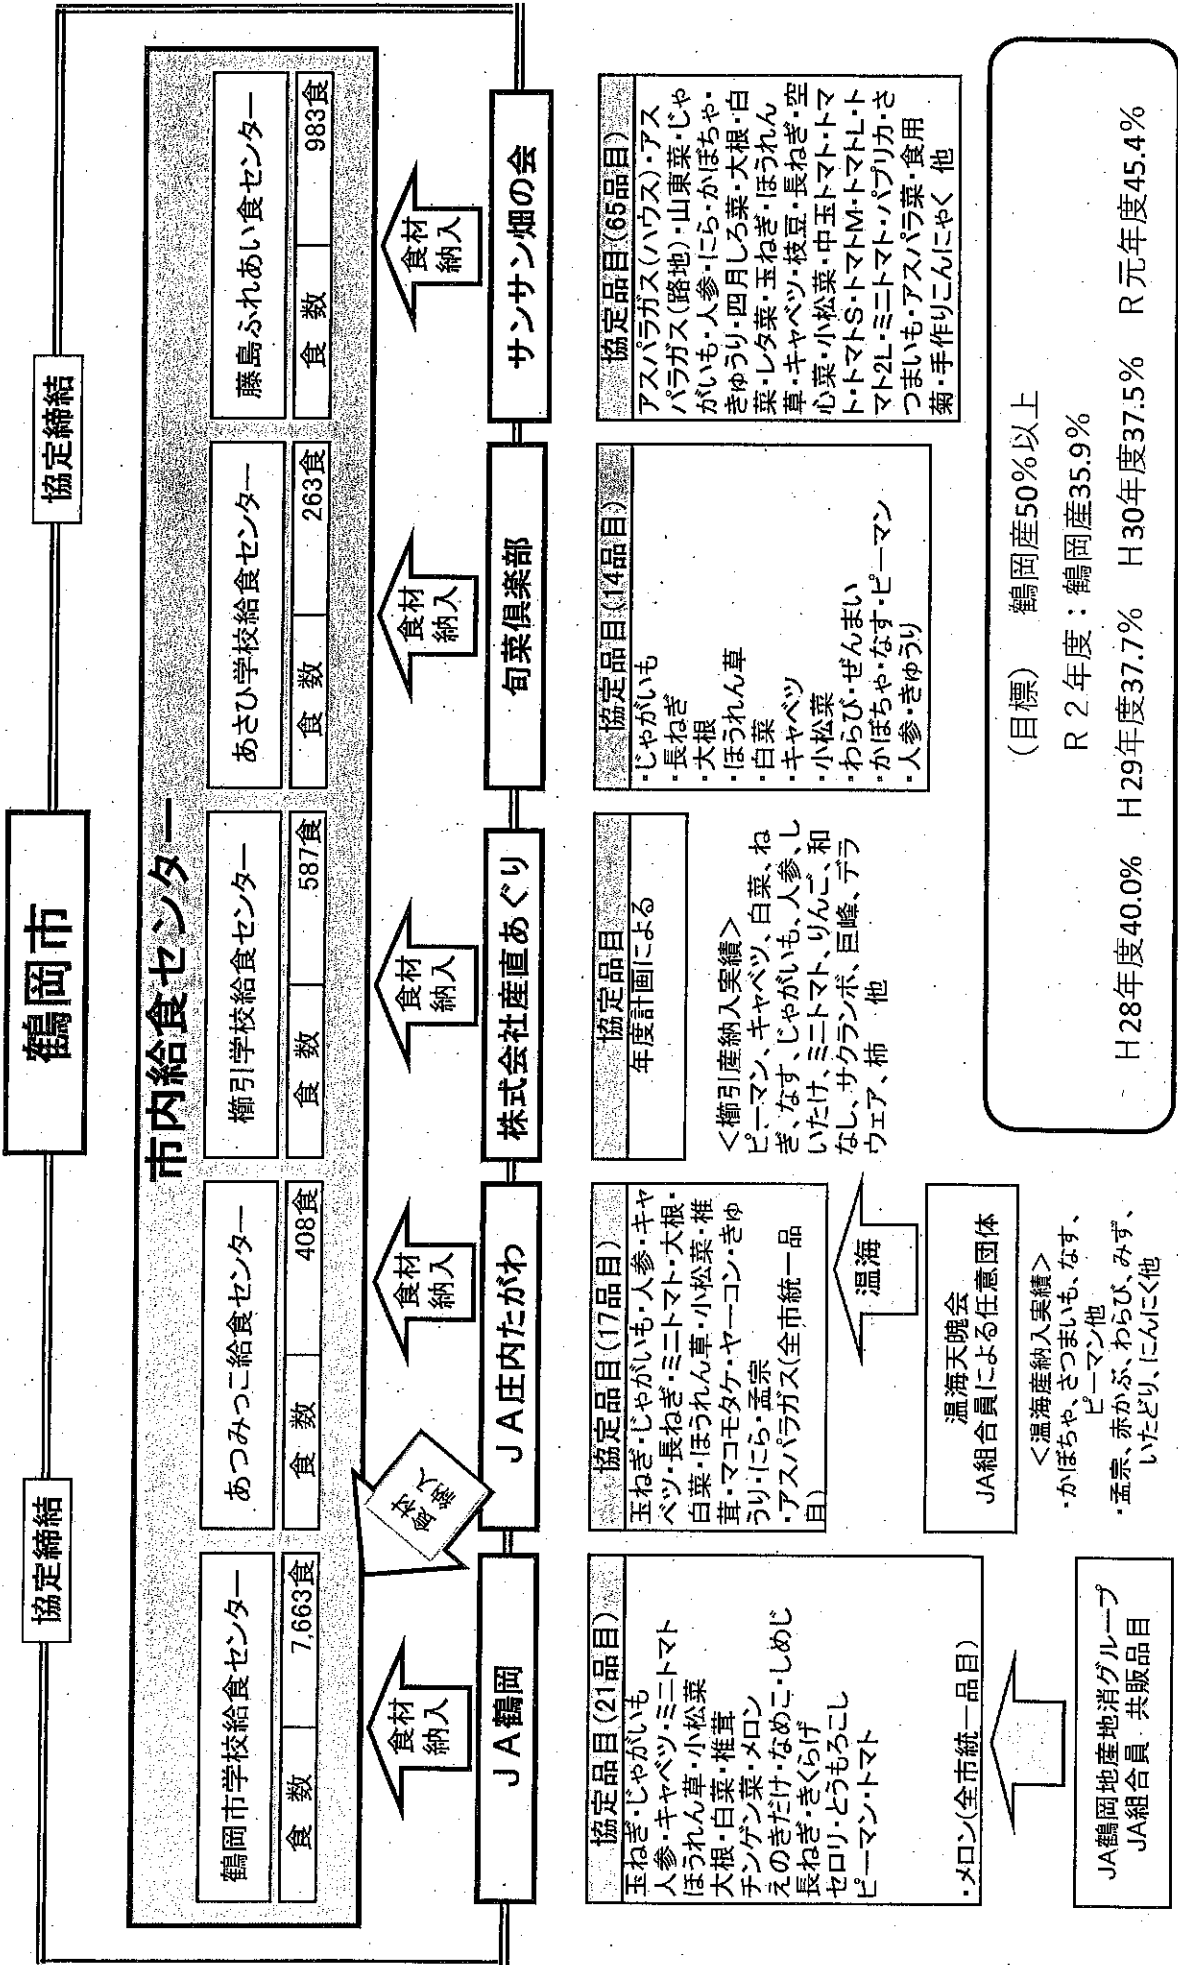 鶴岡市
協定締結
協定締結
市内給食センター
鶴岡市学校給食センター
食 数
7,663食
あつみっこ給食センター
食 数
408食
櫛引学校給食センター
食 数
587食
あさひ学校給食センター
食 数
263食
藤島ふれあい食センター
食 数
983食
食材
納入
食材
納入
食材
納入
食材
納入
食材
納入
食材
納入
JA鶴岡
JA庄内たがわ
株式会社産直あぐり
旬菜倶楽部
サンサン畑の会
協定品目(21品目)
玉ねぎ・じゃがいも
人参・キャベツ・ミニトマト
ほうれん草・小松菜
大根・白菜・椎茸
チンゲン菜・メロン
えのきだけ・なめこ・しめじ
長ねぎ・きくらげ
セロリ・とうもろこし
ピーマン・トマト
・メロン(全市統一品目)
JA鶴岡地産地消グループ
JA組合員 共販品目
協定品目(17品目)
玉ねぎ・じゃがいも・人参・キャ
ベツ・長ねぎ・ミニトマト・大根・
白菜・ほうれん草・小松菜・椎
茸・マコモタケ・ヤーコン・きゅ
うり・にら・孟宗
・アスパラガス(全市統一品
目)
温海
温海天晩会
JA組合員による任意団体
＜温海産納入実績＞
・かぼちゃ、さつまいも、なす、
ピーマン他
・孟宗、赤かぶ、わらび、みず、
いたどり、にんにく他
協定品目
年度計画による
＜櫛引産納入実績＞
ピーマン、キャベツ、白菜、ね
ぎ、なす、じゃがいも、人参、し
いたけ、ミニトマト、りんご、和
なし、サクランボ、巨峰、デラ
ウェア、柿 他
協定品目(14品目)
・じゃがいも
・長ねぎ
・大根
・ほうれん草
・白菜
・キャベツ
・小松菜
・わらび・ぜんまい
・かぼちゃ・なす・ピーマン
・人参・きゅうり
協定品目(65品目)
アスパラガス(ハウス)・アス
パラガス(路地)・山東菜・じゃ
がいも・人参・にら・かぼちゃ・
きゅうり・四月しろ菜・大根・白
菜・レタ菜・玉ねぎ・ほうれん
草・キャベツ・枝豆・長ねぎ・空
心菜・小松菜・中玉トマト・トマ
ト・トマトS・トマトM・トマトL・ト
マト2L・ミニトマト・パプリカ・さ
つまいも・アスパラ菜・食用
菊・手作りこんにゃく 他
(目標) 鶴岡産50%以上
R2年度：鶴岡産35.9%
H28年度40.0% H29年度37.7% H30年度37.5% R元年度45.4%